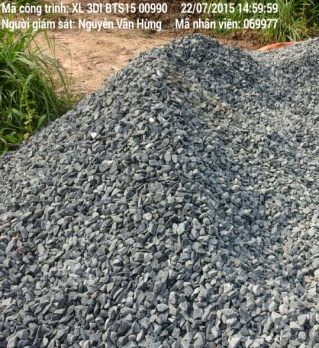 Mã công trình: XL 3DI BTS15 00990 22/07/2015 14:59:59
Người giám sát: Nguyễn Văn Hừng Mã nhân viên: 069977